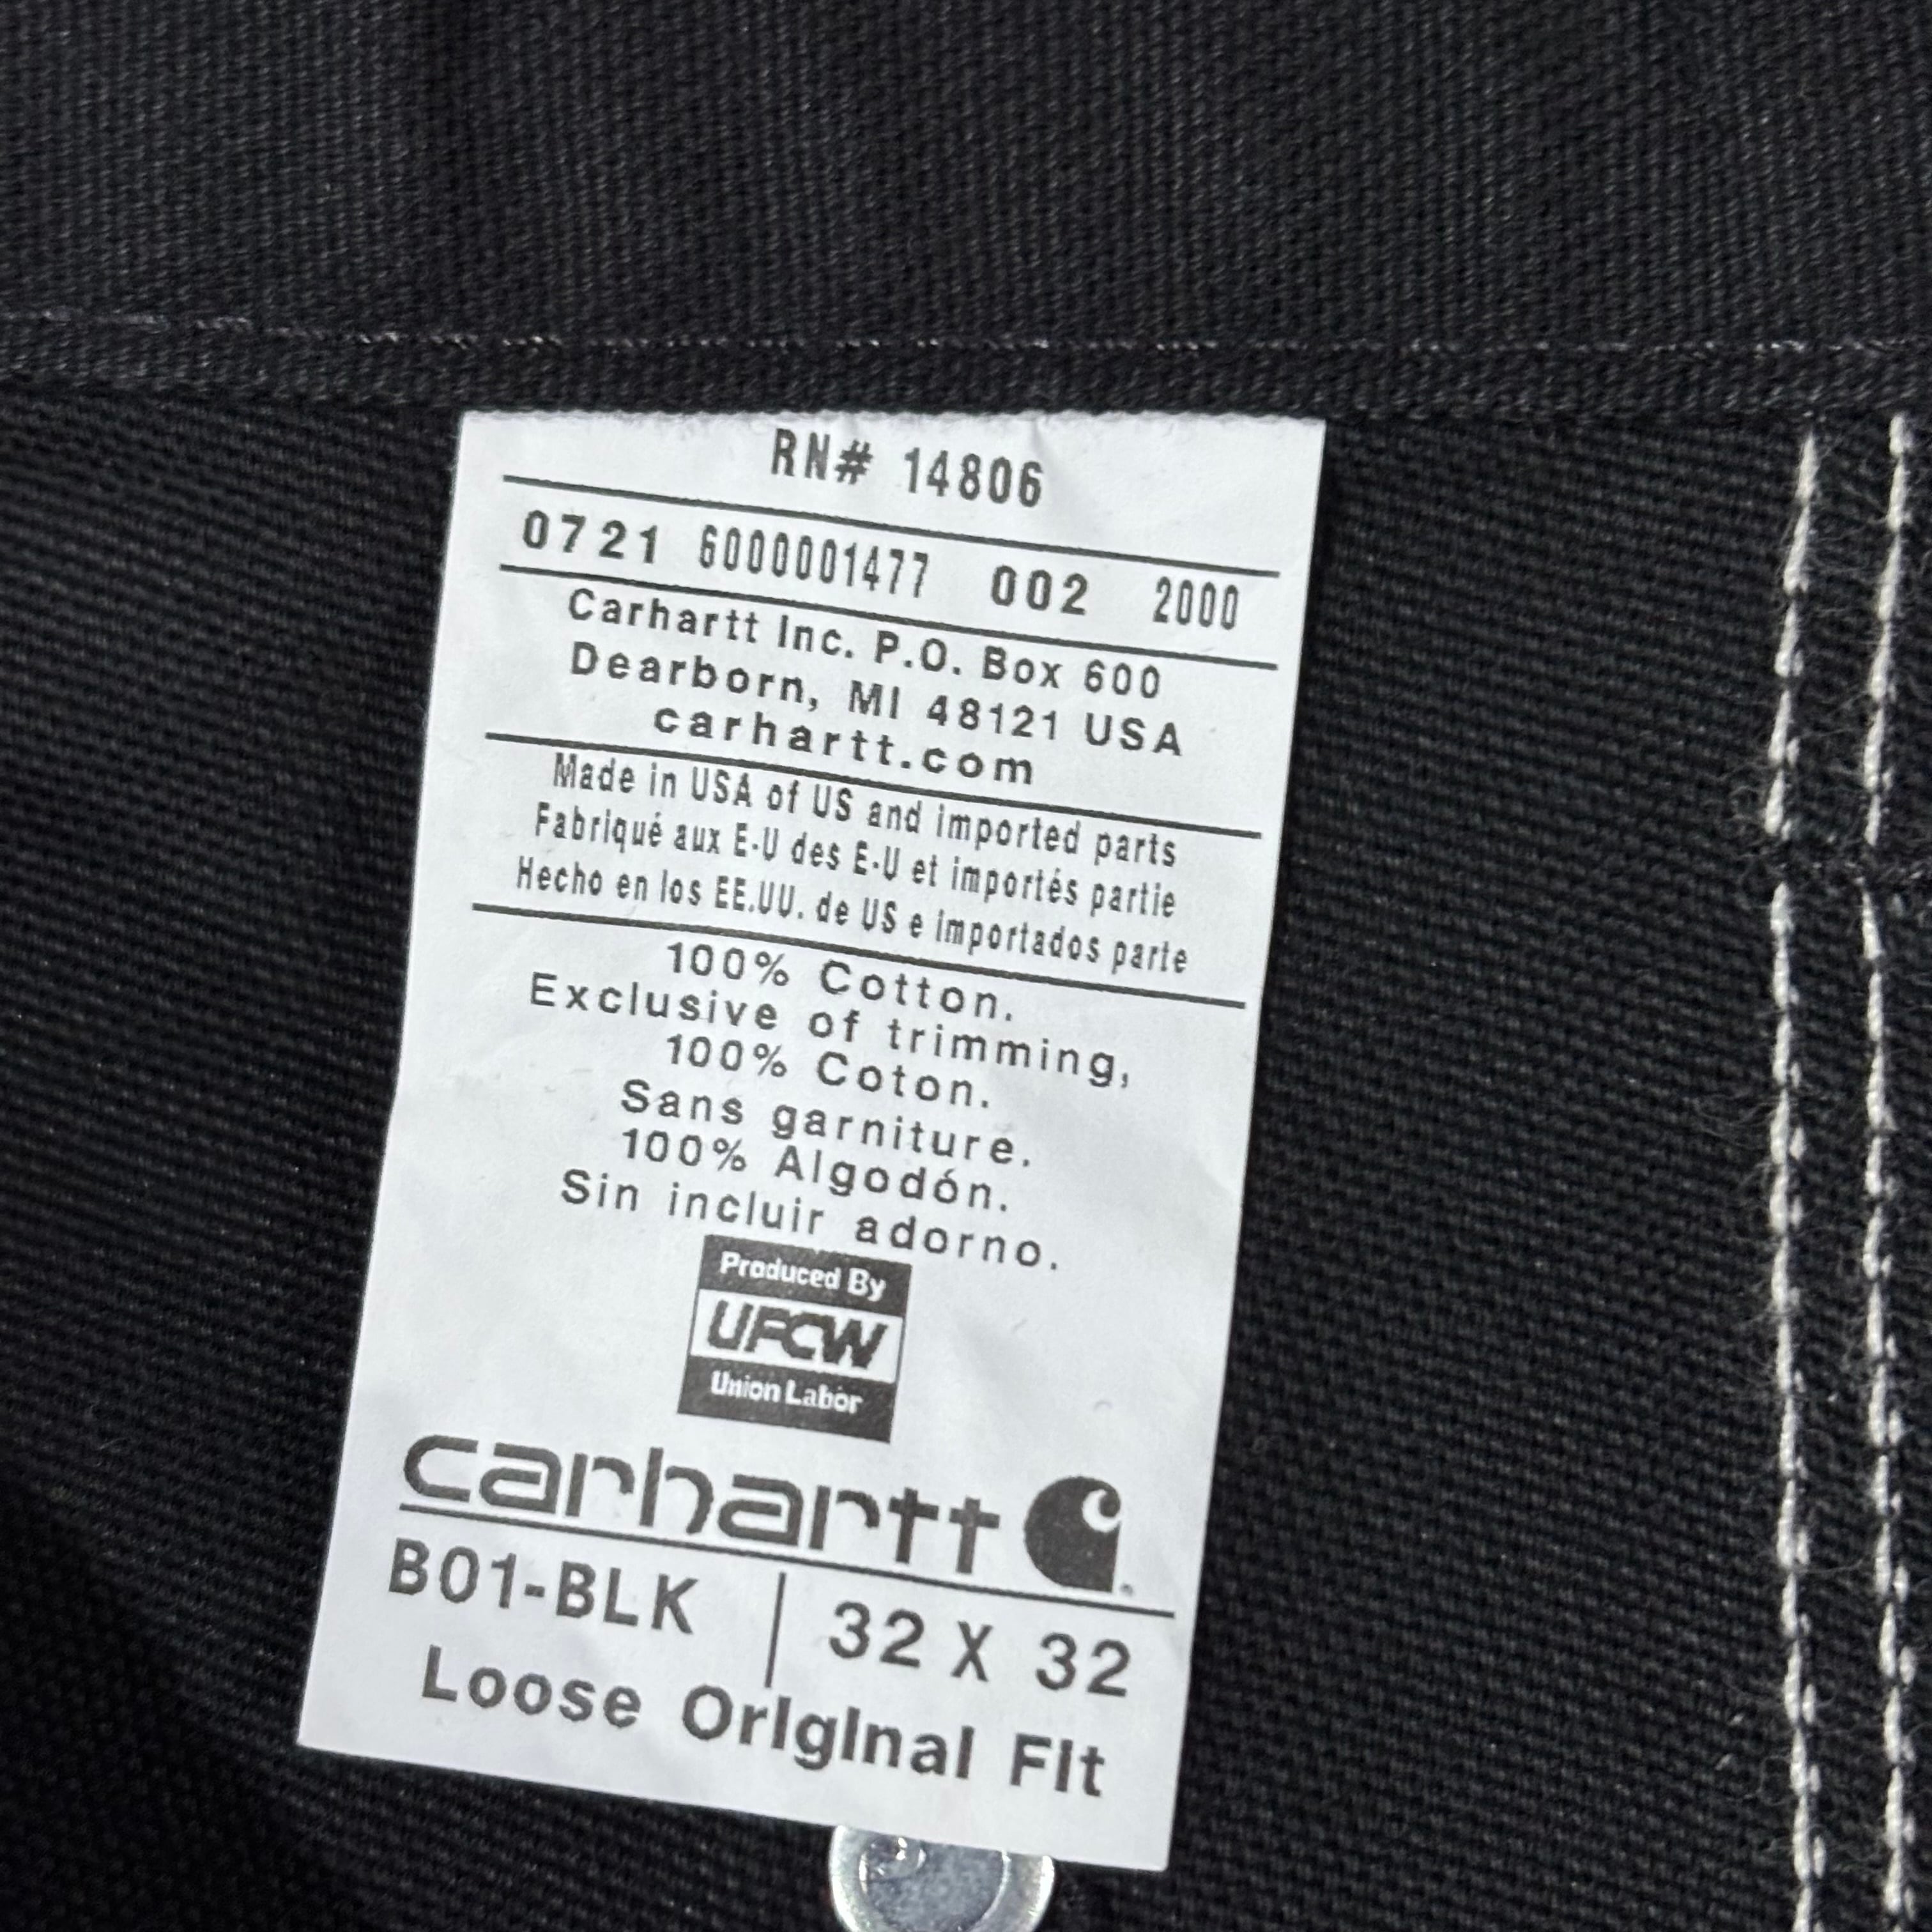 RN# 14806
0721 6000001477 002 2000
Carhartt Inc. P.O. Box 600
Dearborn, MI 48121 USA
carhartt.com
Made in USA of US and imported parts
Fabriqué aux E-U des E-U et importés partie
Hecho en los EE.UU. de US e importados parte
100% Cotton.
Exclusive of trimming,
100% Coton.
Sans garniture.
100% Algodón.
Sin incluir adorno.
Produced By
UFCW
Union Labor
carhartt
B01-BLK | 32 X 32
Loose Original Fit